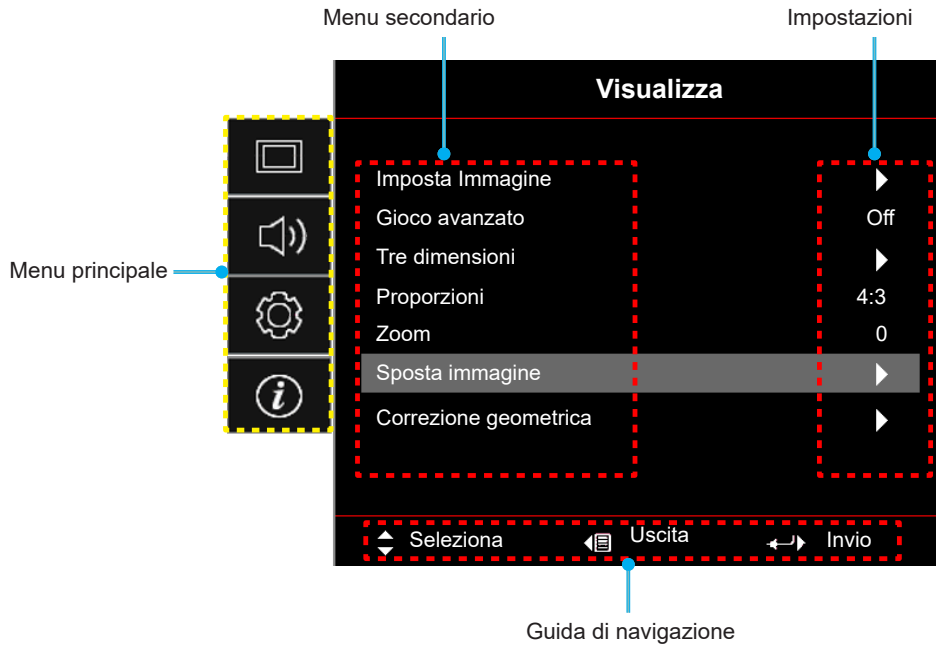 Menu secondario
Impostazioni
Visualizza
Imposta Immagine
Gioco avanzato Off
Tre dimensioni
Menu principale
Proporzioni 4:3
Zoom 0
Sposta immagine
Correzione geometrica
Seleziona Uscita Invio
Guida di navigazione